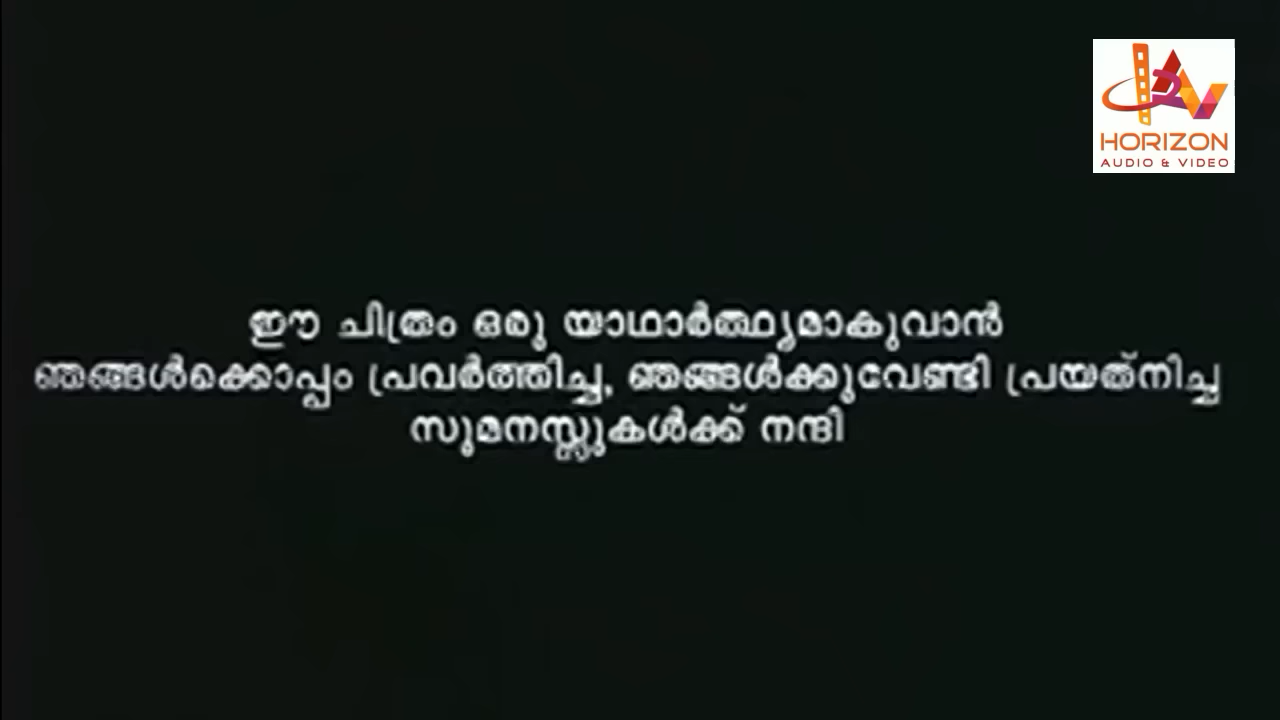 HORIZON
AUDIO & VIDEO
ഈ ചിത്രം ഒരു യാഥാർത്ഥ്യമാകുവാൻ
ഞങ്ങൾക്കൊപ്പം പ്രവർത്തിച്ച, ഞങ്ങൾക്കുവേണ്ടി പ്രയത്നിച്ച
സുമനസ്സുകൾക്ക് നന്ദി